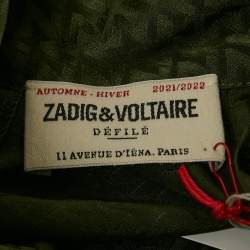 AUTOMNE - HIVER 2021/2022
ZADIG&VOLTAIRE
DÉFILÉ
11 AVENUE D'IÉNA. PARIS